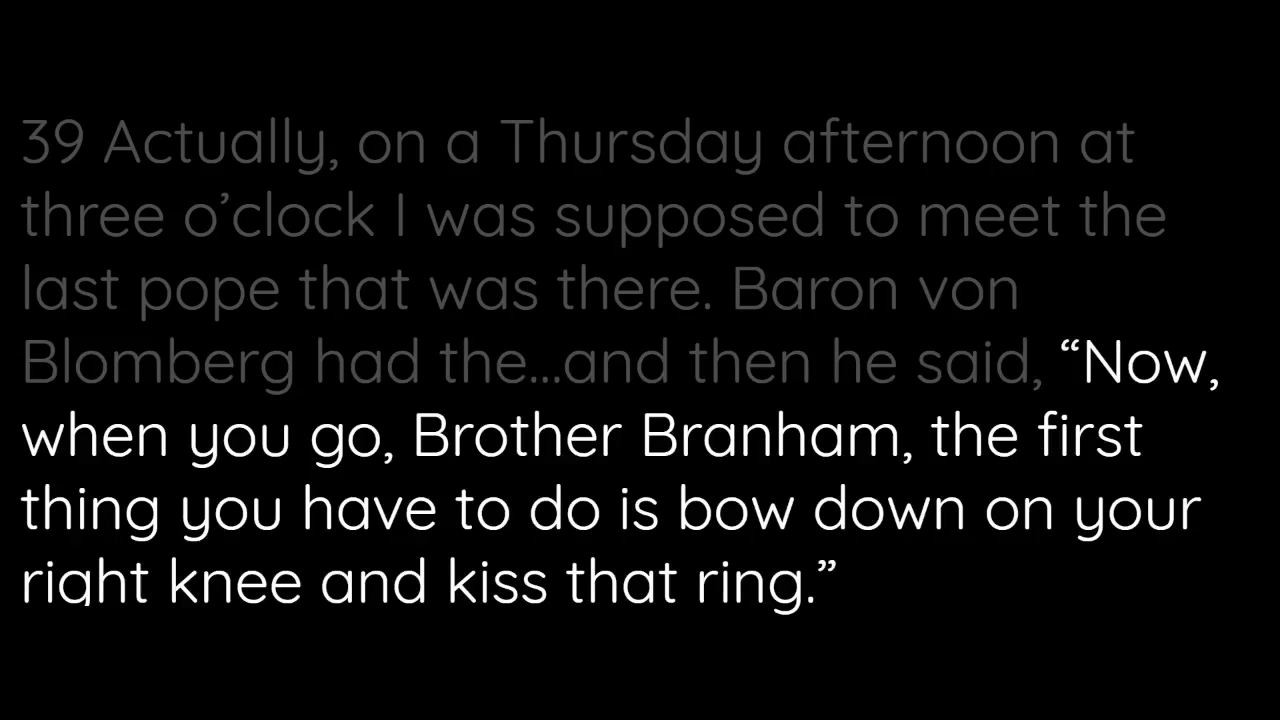 39 Actually, on a Thursday afternoon at
three o’clock I was supposed to meet the
last pope that was there. Baron von
Blomberg had the...and then he said, “Now,
when you go, Brother Branham, the first
thing you have to do is bow down on your
right knee and kiss that ring.”